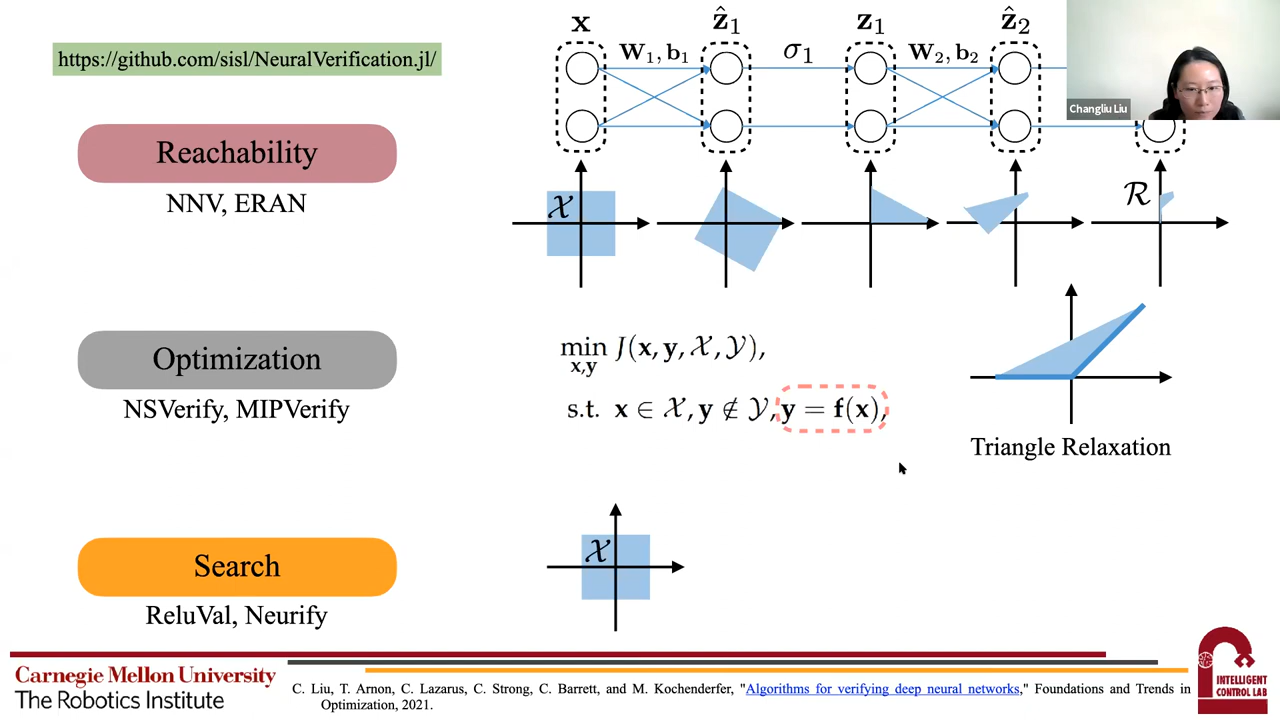 https://github.com/sisl/NeuralVerification.jl/
x ẑ₁ z₁ ẑ₂
W₁, b₁ σ₁ W₂, b₂
Changliu Liu
Reachability
NNV, ERAN
𝒳
ℛ
Optimization
NSVerify, MIPVerify
min J(x, y, 𝒳, 𝒴),
x,y
s.t. x ∈ 𝒳, y ∉ 𝒴, y = f(x),
Triangle Relaxation
Search
ReluVal, Neurify
𝒳
Carnegie Mellon University
The Robotics Institute
C. Liu, T. Arnon, C. Lazarus, C. Strong, C. Barrett, and M. Kochenderfer, "Algorithms for verifying deep neural networks," Foundations and Trends in
Optimization, 2021.
INTELLIGENT
CONTROL LAB